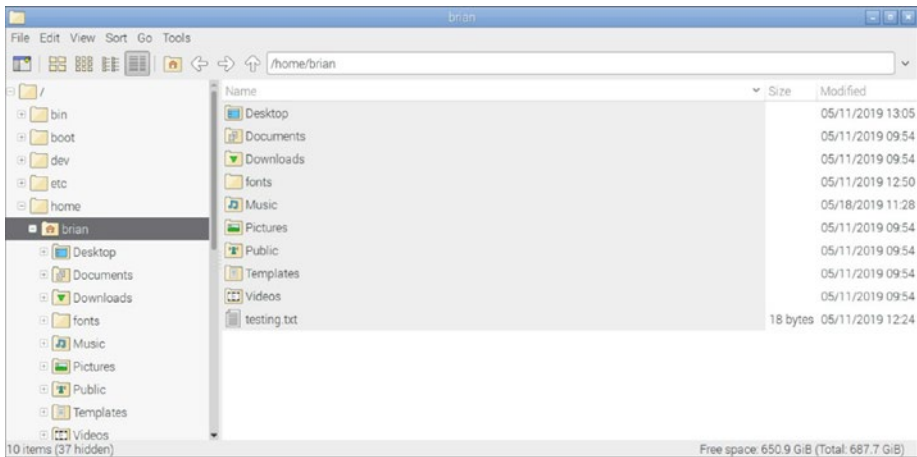 brian
File Edit View Sort Go Tools
/home/brian
/
bin
boot
dev
etc
home
brian
Desktop
Documents
Downloads
fonts
Music
Pictures
Public
Templates
Videos
Name Size Modified
Desktop 05/11/2019 13:05
Documents 05/11/2019 09:54
Downloads 05/11/2019 09:54
fonts 05/11/2019 12:50
Music 05/18/2019 11:28
Pictures 05/11/2019 09:54
Public 05/11/2019 09:54
Templates 05/11/2019 09:54
Videos 05/11/2019 09:54
testing.txt 18 bytes 05/11/2019 12:24
10 items (37 hidden) Free space: 650.9 GiB (Total: 687.7 GiB)